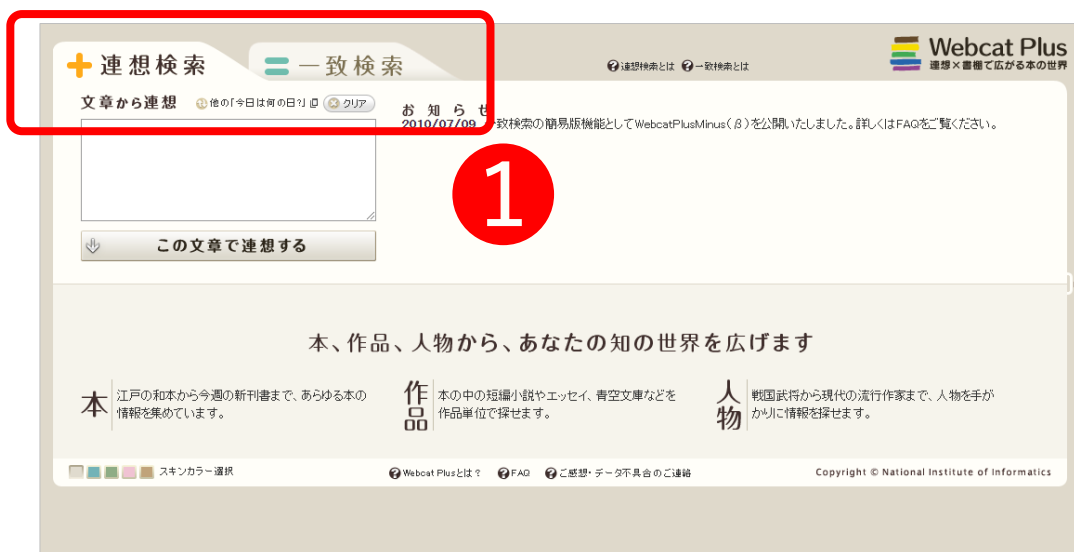 連想検索 一致検索
連想検索とは 一致検索とは
Webcat Plus
連想×書棚で広がる本の世界
文章から連想 他の「今日は何の日?」 クリア
お知らせ
2010/07/09 一致検索の簡易版機能としてWebcatPlusMinus(β)を公開いたしました。詳しくはFAQをご覧ください。
1
この文章で連想する
本、作品、人物から、あなたの知の世界を広げます
本
江戸の和本から今週の新刊書まで、あらゆる本の
情報を集めています。
作品
本の中の短編小説やエッセイ、青空文庫などを
作品単位で探せます。
人物
戦国武将から現代の流行作家まで、人物を手が
かりに情報を探せます。
スキンカラー選択
Webcat Plusとは? FAQ ご感想・データ不具合のご連絡
Copyright © National Institute of Informatics